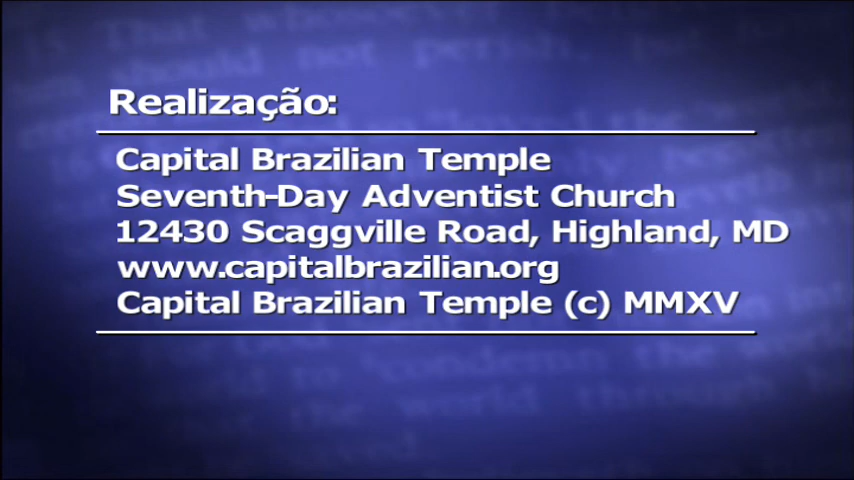 Realização:
Capital Brazilian Temple
Seventh-Day Adventist Church
12430 Scaggville Road, Highland, MD
www.capitalbrazilian.org
Capital Brazilian Temple (c) MMXV